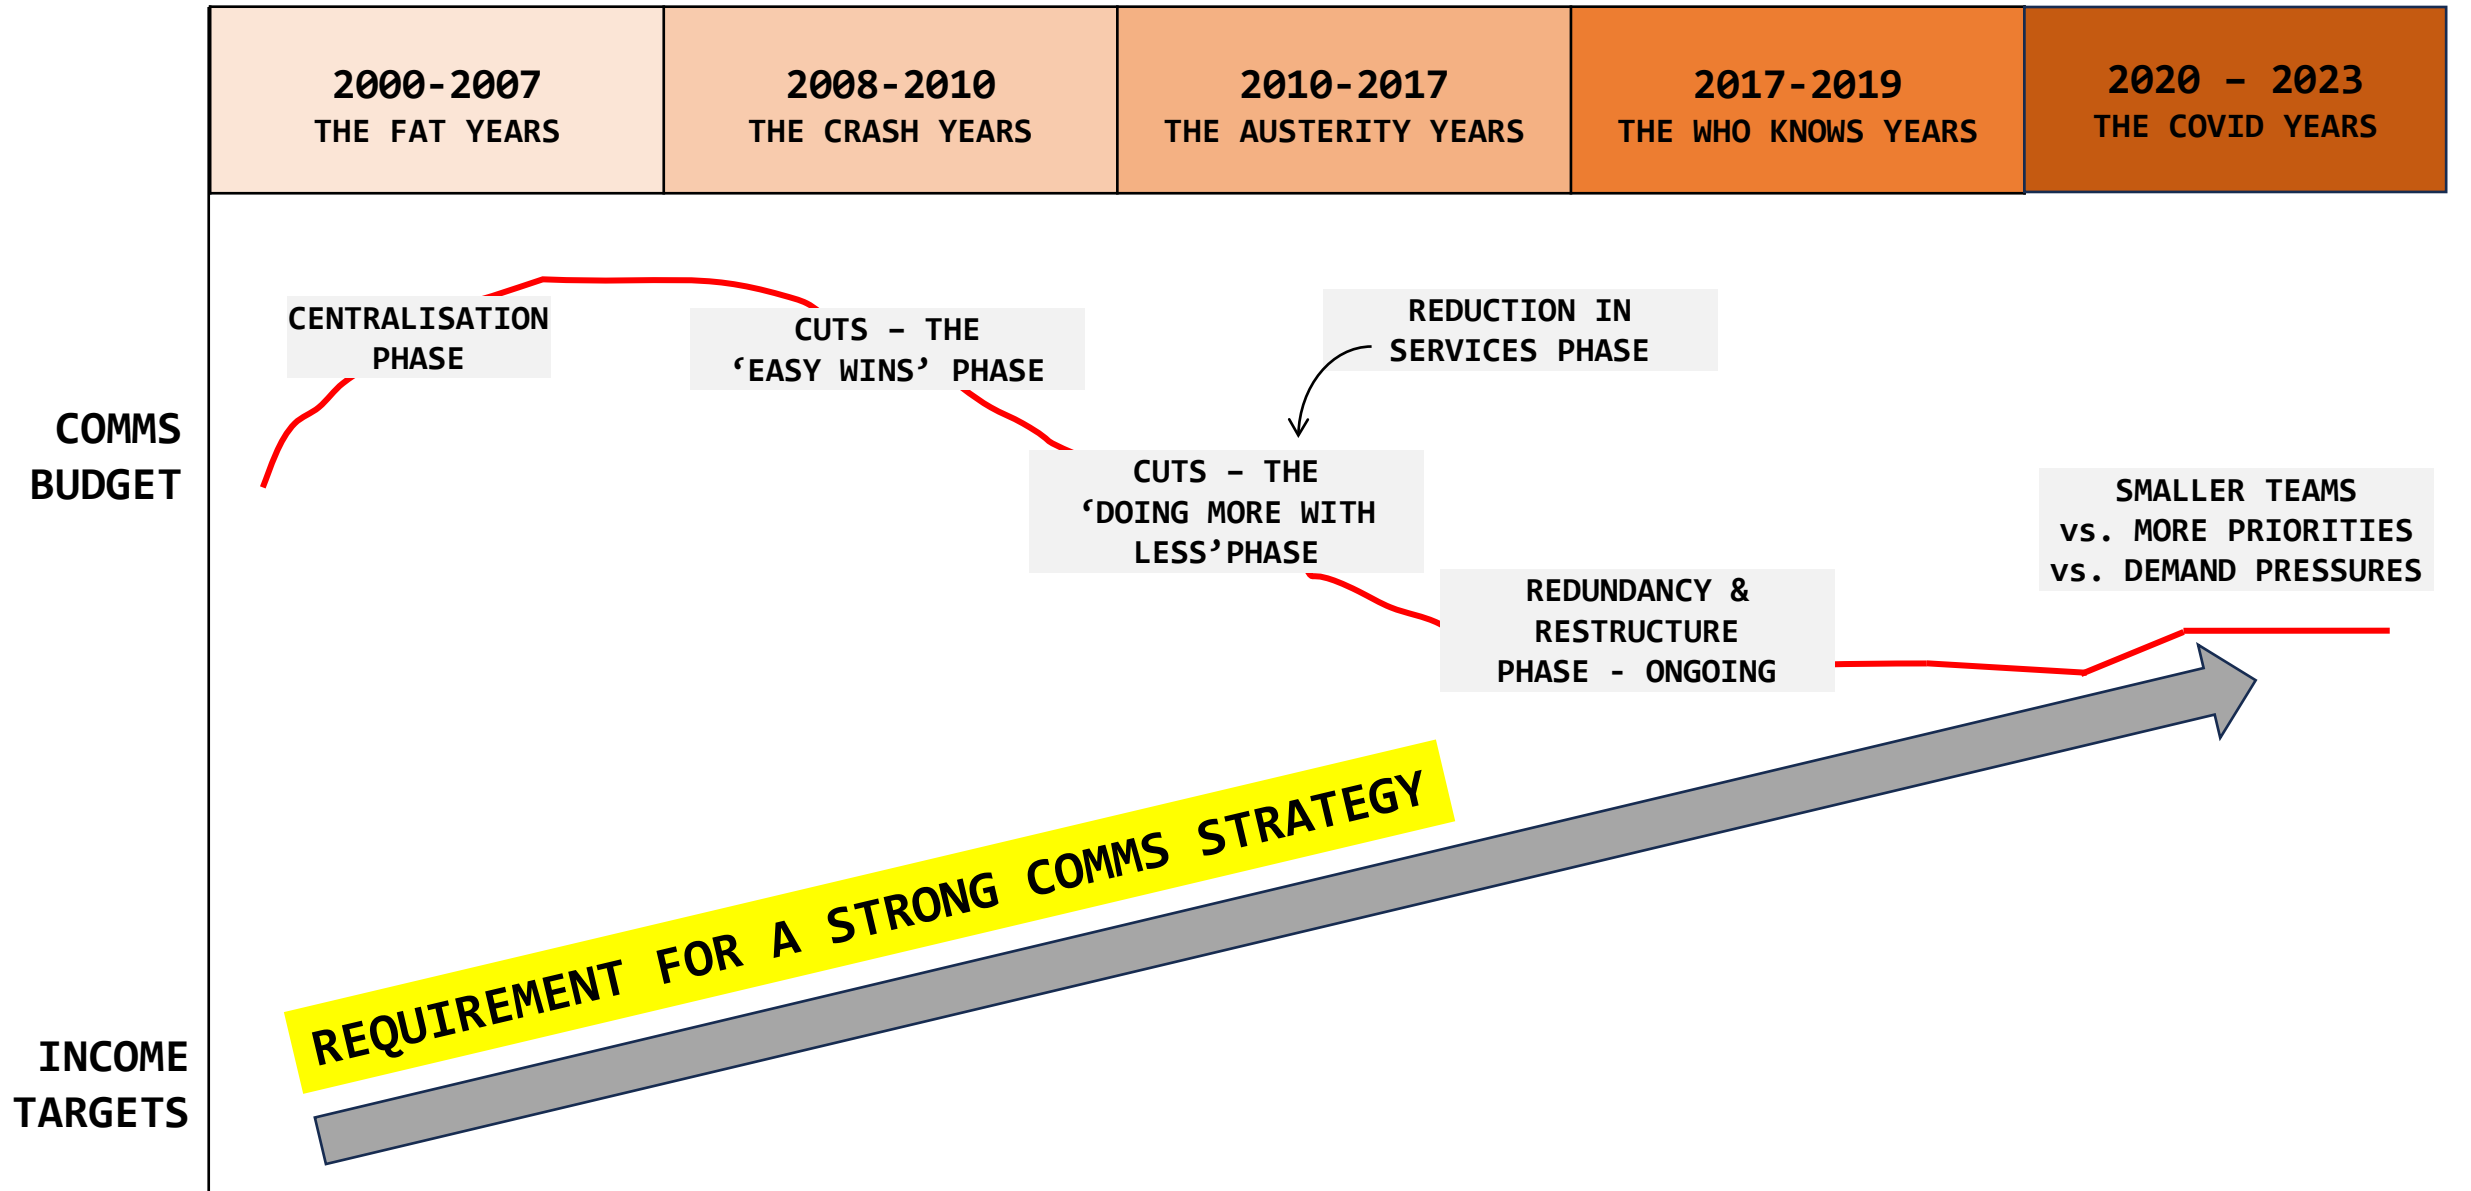 2000-2007
THE FAT YEARS
2008-2010
THE CRASH YEARS
2010-2017
THE AUSTERITY YEARS
2017-2019
THE WHO KNOWS YEARS
2020 – 2023
THE COVID YEARS
COMMS
BUDGET
CENTRALISATION
PHASE
CUTS – THE
‘EASY WINS’ PHASE
REDUCTION IN
SERVICES PHASE
CUTS – THE
‘DOING MORE WITH
LESS’PHASE
REDUNDANCY &
RESTRUCTURE
PHASE - ONGOING
SMALLER TEAMS
vs. MORE PRIORITIES
vs. DEMAND PRESSURES
REQUIREMENT FOR A STRONG COMMS STRATEGY
INCOME
TARGETS